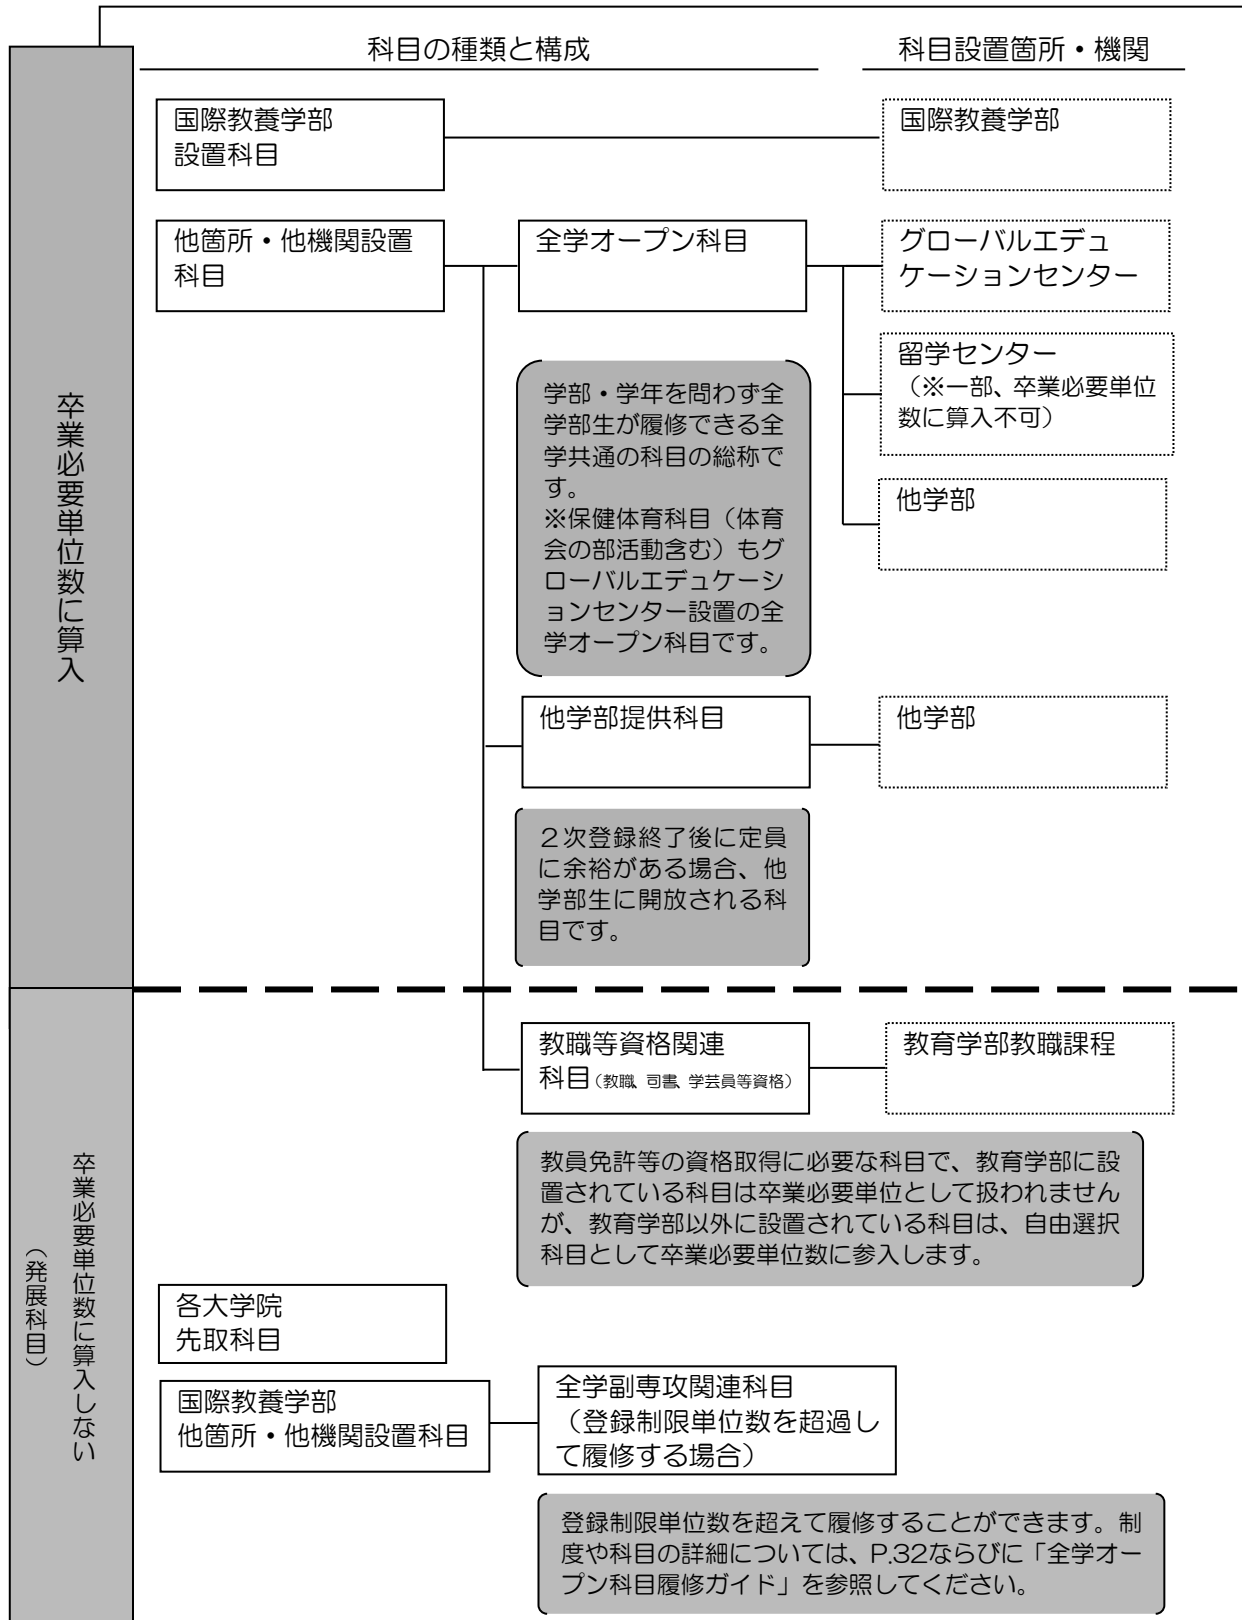 科目の種類と構成
科目設置箇所・機関
卒業必要単位数に算入
国際教養学部
設置科目
国際教養学部
他箇所・他機関設置
科目
全学オープン科目
グローバルエデュ
ケーションセンター
留学センター
（※一部、卒業必要単位
数に算入不可）
他学部
学部・学年を問わず全
学部生が履修できる全
学共通の科目の総称で
す。
※保健体育科目（体育
会の部活動含む）もグ
ローバルエデュケーシ
ョンセンター設置の全
学オープン科目です。
他学部提供科目
他学部
２次登録終了後に定員
に余裕がある場合、他
学部生に開放される科
目です。
卒業必要単位数に算入しない
（発展科目）
教職等資格関連
科目（教職、司書、学芸員等資格）
教育学部教職課程
教員免許等の資格取得に必要な科目で、教育学部に設
置されている科目は卒業必要単位として扱われません
が、教育学部以外に設置されている科目は、自由選択
科目として卒業必要単位数に参入します。
各大学院
先取科目
国際教養学部
他箇所・他機関設置科目
全学副専攻関連科目
（登録制限単位数を超過し
て履修する場合）
登録制限単位数を超えて履修することができます。制
度や科目の詳細については、P.32ならびに「全学オー
プン科目履修ガイド」を参照してください。